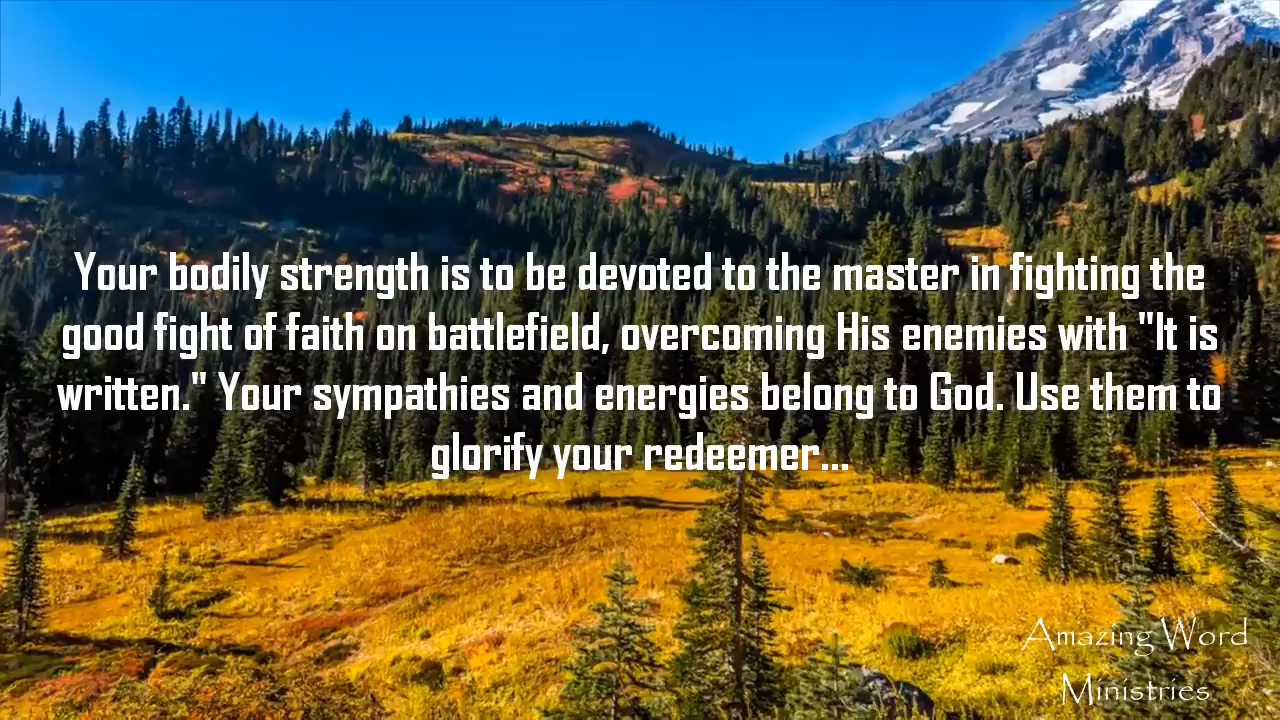 Your bodily strength is to be devoted to the master in fighting the
good fight of faith on battlefield, overcoming His enemies with "It is
written." Your sympathies and energies belong to God. Use them to
glorify your redeemer...
Amazing Word
Ministries